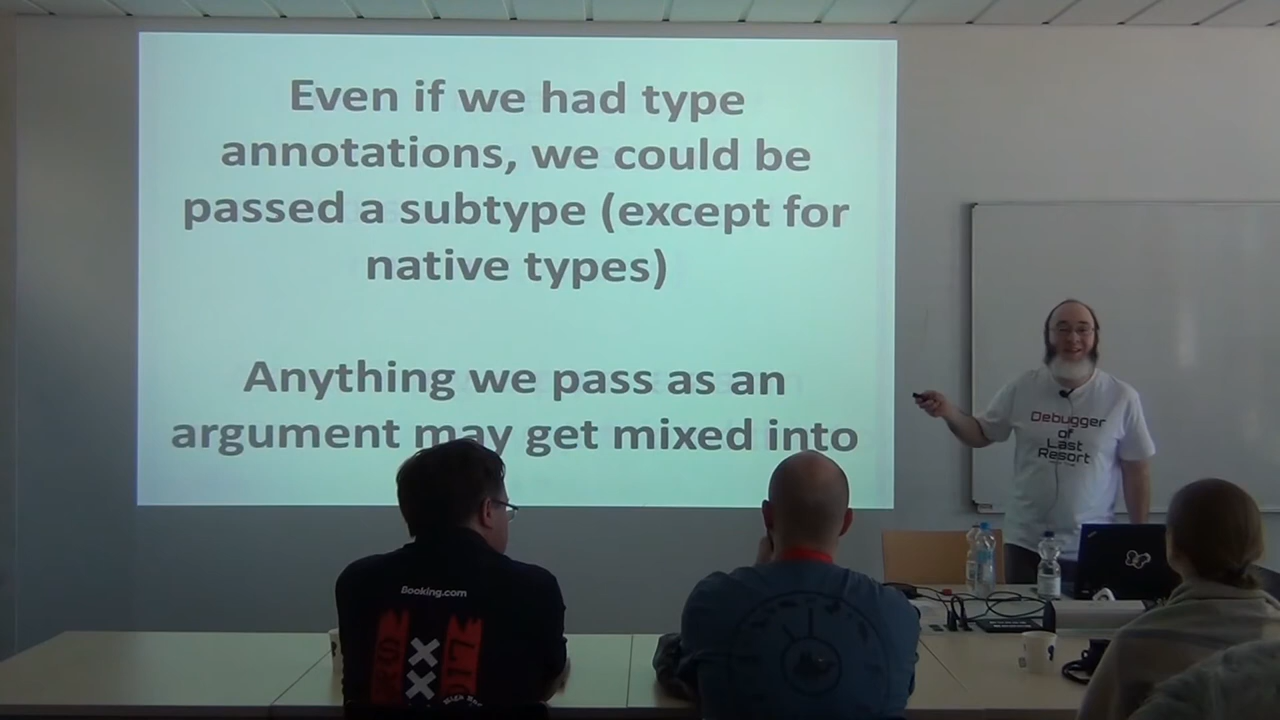 Even if we had type
annotations, we could be
passed a subtype (except for
native types)
Anything we pass as an
argument may get mixed into
Debugger
of
Last
Resort
Booking.com